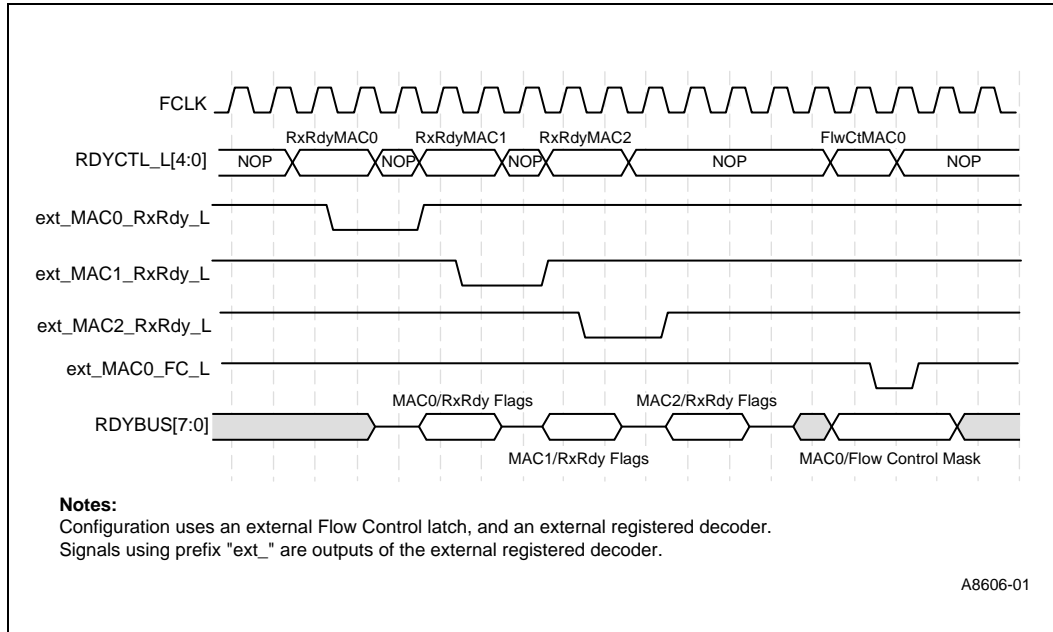 FCLK
RxRdyMAC0 RxRdyMAC1 RxRdyMAC2 FlwCtMAC0
RDYCTL_L[4:0] NOP NOP NOP NOP NOP
ext_MAC0_RxRdy_L
ext_MAC1_RxRdy_L
ext_MAC2_RxRdy_L
ext_MAC0_FC_L
MAC0/RxRdy Flags MAC2/RxRdy Flags
RDYBUS[7:0]
MAC1/RxRdy Flags MAC0/Flow Control Mask
Notes:
Configuration uses an external Flow Control latch, and an external registered decoder.
Signals using prefix "ext_" are outputs of the external registered decoder.
A8606-01